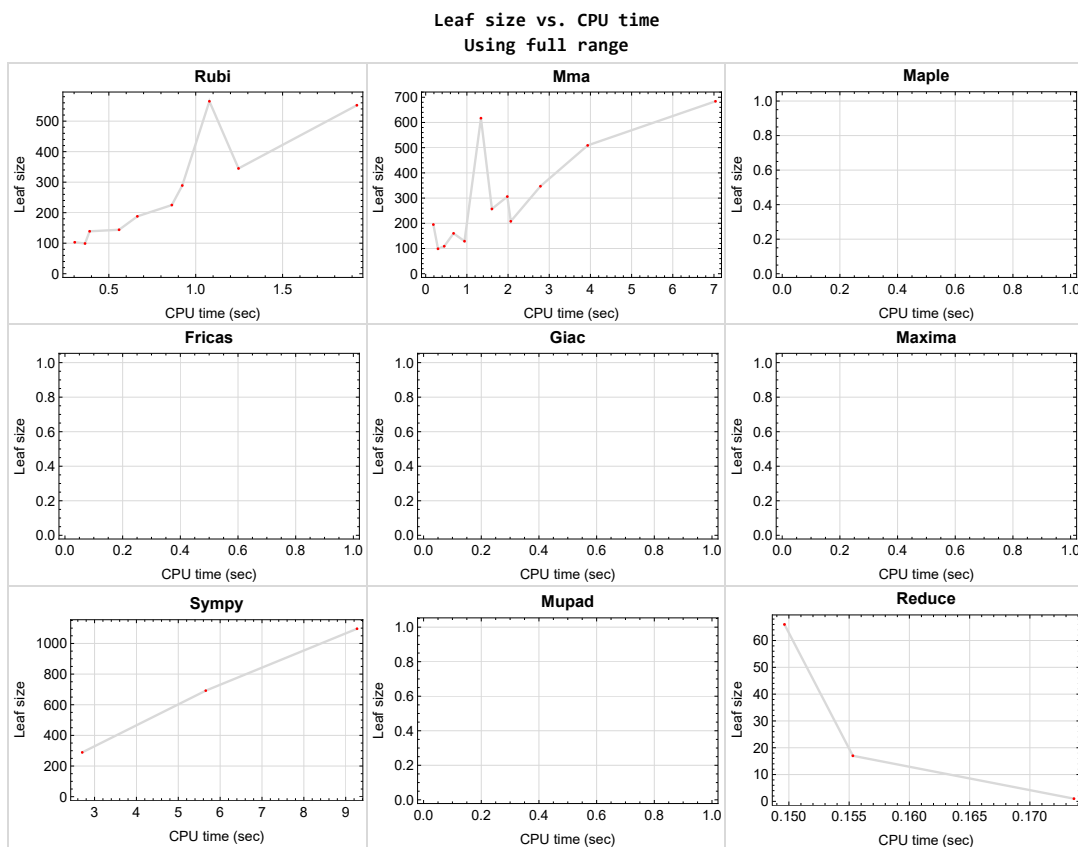 Leaf size vs. CPU time
Using full range
Rubi
Leaf size
500
400
300
200
100
0
0.5 1.0 1.5
CPU time (sec)
Mma
Leaf size
700
600
500
400
300
200
100
0
0 1 2 3 4 5 6 7
CPU time (sec)
Maple
Leaf size
1.0
0.8
0.6
0.4
0.2
0.0
0.0 0.2 0.4 0.6 0.8 1.0
CPU time (sec)
Fricas
Leaf size
1.0
0.8
0.6
0.4
0.2
0.0
0.0 0.2 0.4 0.6 0.8 1.0
CPU time (sec)
Giac
Leaf size
1.0
0.8
0.6
0.4
0.2
0.0
0.0 0.2 0.4 0.6 0.8 1.0
CPU time (sec)
Maxima
Leaf size
1.0
0.8
0.6
0.4
0.2
0.0
0.0 0.2 0.4 0.6 0.8 1.0
CPU time (sec)
Sympy
Leaf size
1000
800
600
400
200
0
3 4 5 6 7 8 9
CPU time (sec)
Mupad
Leaf size
1.0
0.8
0.6
0.4
0.2
0.0
0.0 0.2 0.4 0.6 0.8 1.0
CPU time (sec)
Reduce
Leaf size
60
50
40
30
20
10
0
0.150 0.155 0.160 0.165 0.170
CPU time (sec)